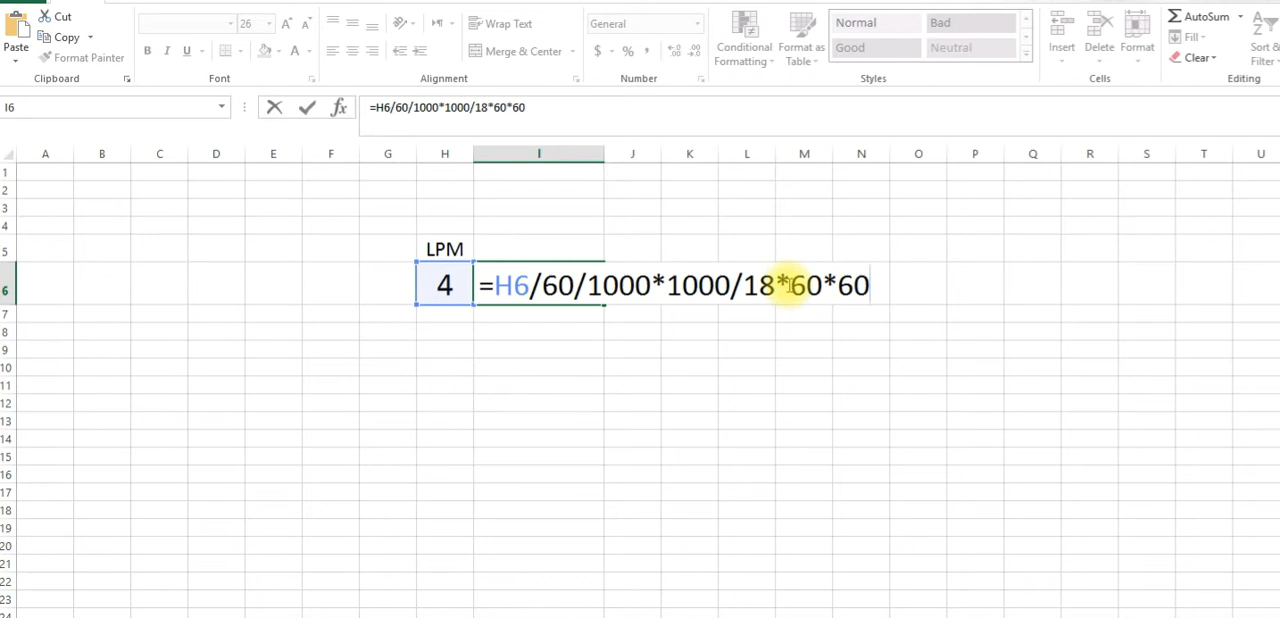 Cut
Copy
Format Painter
Paste
Clipboard
26
A A
B I U A
Font
Wrap Text
Merge & Center
Alignment
General
$ % ,
Number
Conditional Formatting
Format as Table
Normal Bad
Good Neutral
Styles
Insert Delete Format
Cells
AutoSum
Fill
Clear
Sort &
Filter
Editing
I6 fx =H6/60/1000*1000/18*60*60
A B C D E F G H I J K L M N O P Q R S T U
1
2
3
4
5 LPM
6 4 =H6/60/1000*1000/18*60*60
7
8
9
10
11
12
13
14
15
16
17
18
19
20
21
22
23
24